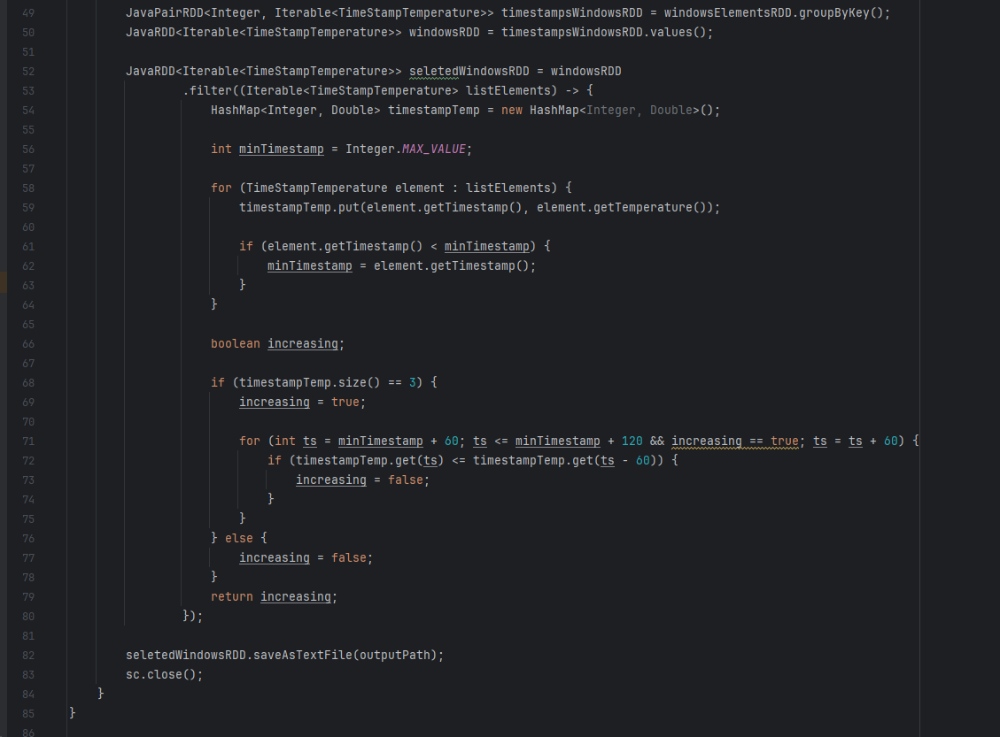 49 JavaPairRDD<Integer, Iterable<TimeStampTemperature>> timestampsWindowsRDD = windowsElementsRDD.groupByKey();
50 JavaRDD<Iterable<TimeStampTemperature>> windowsRDD = timestampsWindowsRDD.values();
51
52 JavaRDD<Iterable<TimeStampTemperature>> seletedWindowsRDD = windowsRDD
53 .filter((Iterable<TimeStampTemperature> listElements) -> {
54 HashMap<Integer, Double> timestampTemp = new HashMap<Integer, Double>();
55
56 int minTimestamp = Integer.MAX_VALUE;
57
58 for (TimeStampTemperature element : listElements) {
59 timestampTemp.put(element.getTimestamp(), element.getTemperature());
60
61 if (element.getTimestamp() < minTimestamp) {
62 minTimestamp = element.getTimestamp();
63 }
64 }
65
66 boolean increasing;
67
68 if (timestampTemp.size() == 3) {
69 increasing = true;
70
71 for (int ts = minTimestamp + 60; ts <= minTimestamp + 120 && increasing == true; ts = ts + 60) {
72 if (timestampTemp.get(ts) <= timestampTemp.get(ts - 60)) {
73 increasing = false;
74 }
75 }
76 } else {
77 increasing = false;
78 }
79 return increasing;
80 });
81
82 seletedWindowsRDD.saveAsTextFile(outputPath);
83 sc.close();
84 }
85 }
86